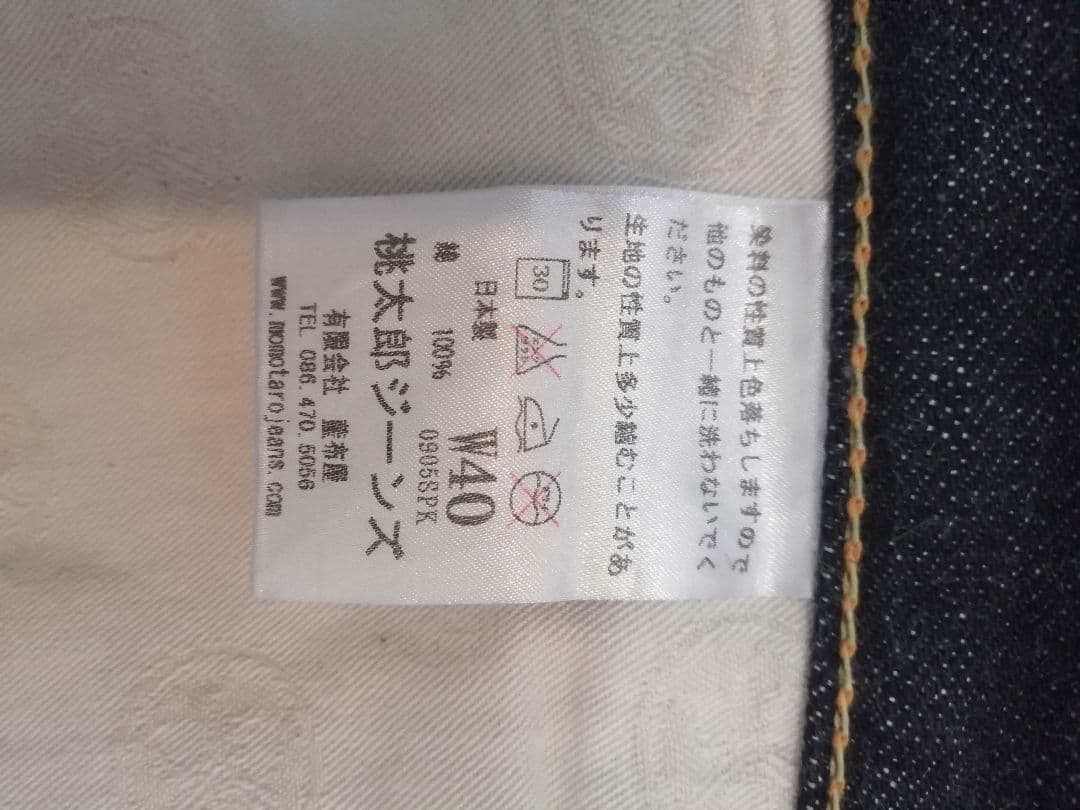 染料の性質上色落ちしますので
他のものと一緒に洗わないでく
ださい。
生地の性質上多少縮むことがあ
ります。
30
日本製
W40
綿 100%
0905SPK
桃太郎ジーンズ
有限会社 藍布屋
TEL 086.470.5056
www.momotarojeans.com